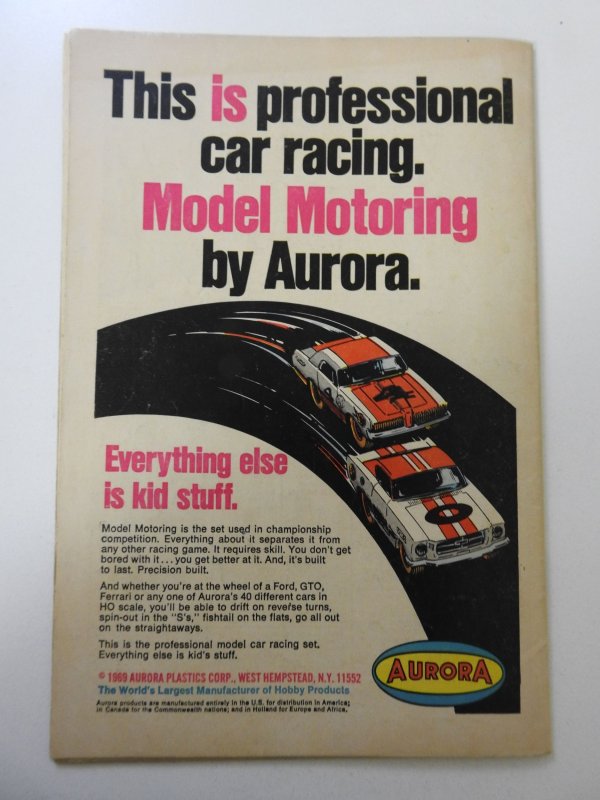 This is professional
car racing.
Model Motoring
by Aurora.
Everything else
is kid stuff.
Model Motoring is the set used in championship
competition. Everything about it separates it from
any other racing game. It requires skill. You don't get
bored with it...you get better at it. And, it's built
to last. Precision built.
And whether you're at the wheel of a Ford, GTO,
Ferrari or any one of Aurora's 40 different cars in
HO scale, you'll be able to drift on reverse turns,
spin-out in the "S's," fishtail on the flats, go all out
on the straightaways.
This is the professional model car racing set.
Everything else is kid's stuff.
© 1969 AURORA PLASTICS CORP., WEST HEMPSTEAD, N.Y. 11552
The World's Largest Manufacturer of Hobby Products
Aurora products are manufactured entirely in the U.S. for distribution in America;
in Canada for the Commonwealth nations; and in Holland for Europe and Africa.
AURORA
4
0